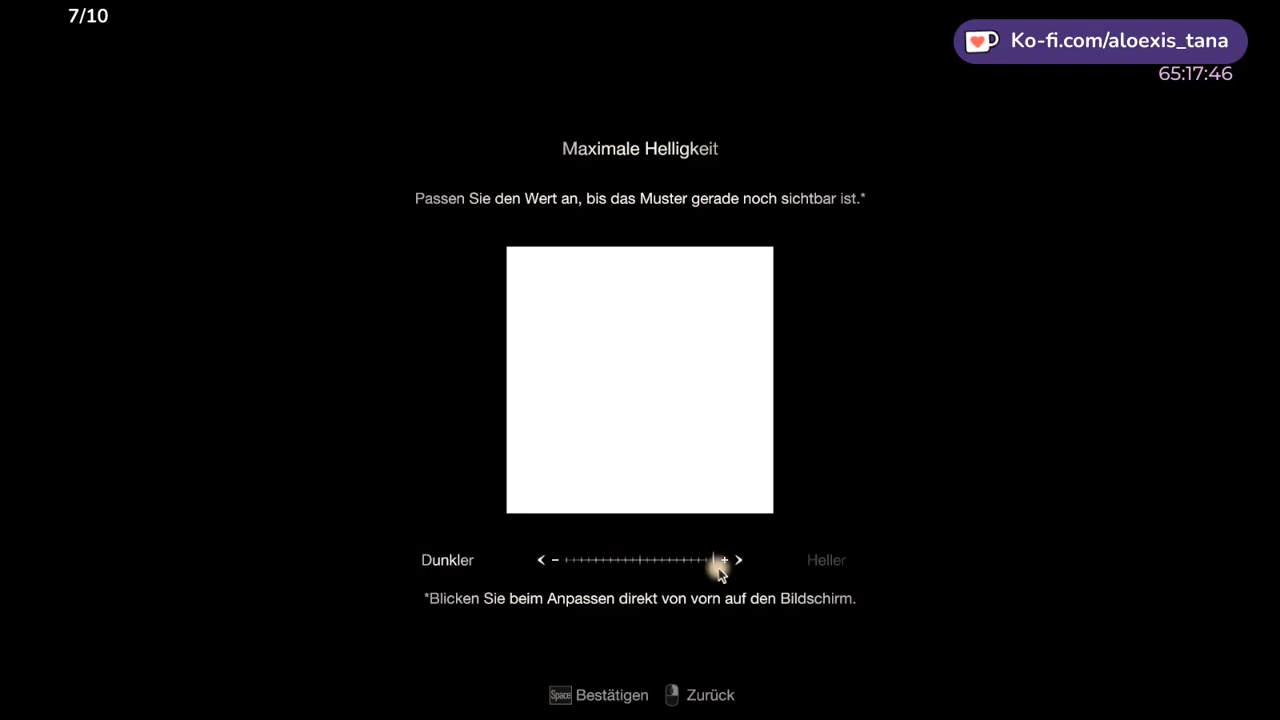 7/10
Ko-fi.com/aloexis_tana
65:17:46
Maximale Helligkeit
Passen Sie den Wert an, bis das Muster gerade noch sichtbar ist.*
Dunkler
Heller
*Blicken Sie beim Anpassen direkt von vorn auf den Bildschirm.
Space Bestätigen Zurück